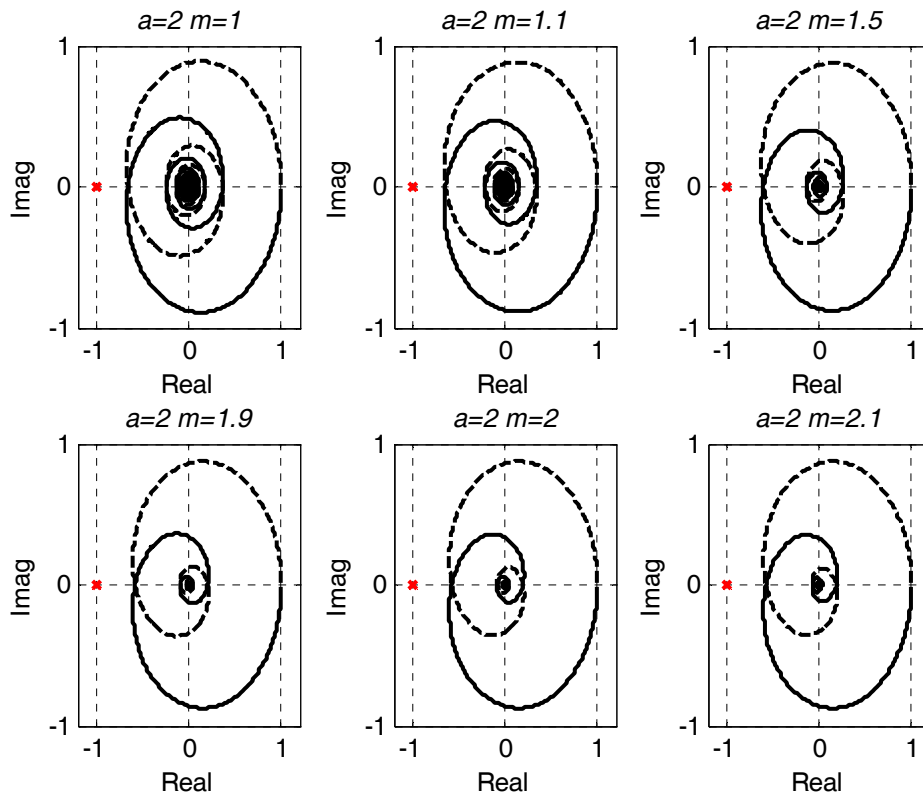 a=2 m=1
a=2 m=1.1
a=2 m=1.5
1
0
-1
Imag
-1 0 1
Real
1
0
-1
Imag
-1 0 1
Real
1
0
-1
Imag
-1 0 1
Real
a=2 m=1.9
a=2 m=2
a=2 m=2.1
1
0
-1
Imag
-1 0 1
Real
1
0
-1
Imag
-1 0 1
Real
1
0
-1
Imag
-1 0 1
Real